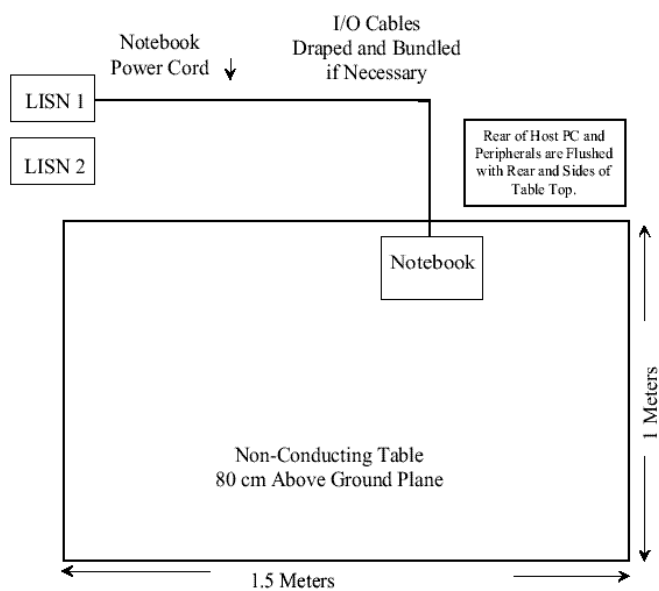 Notebook
Power Cord
I/O Cables
Draped and Bundled
if Necessary
LISN 1
LISN 2
Rear of Host PC and
Peripherals are Flushed
with Rear and Sides of
Table Top.
Notebook
Non-Conducting Table
80 cm Above Ground Plane
1 Meters
1.5 Meters